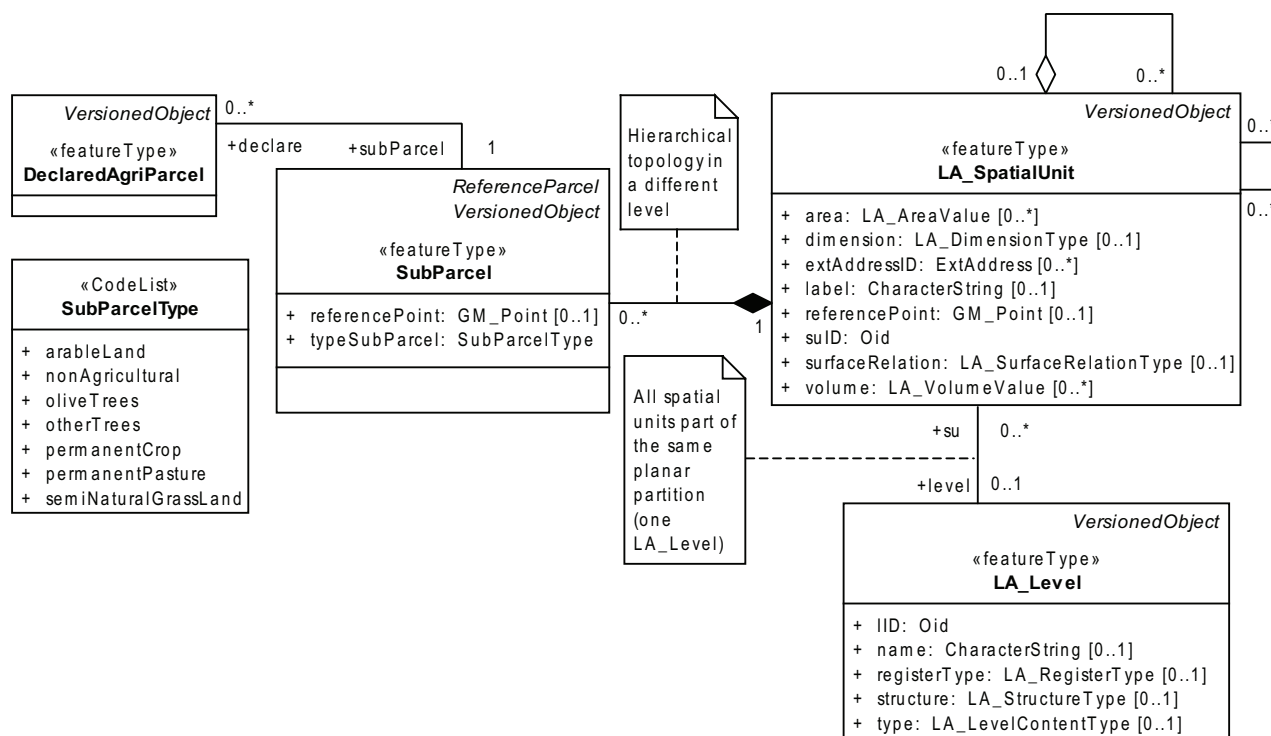 VersionedObject
«featureType»
DeclaredAgriParcel
0..*
+declare
+subParcel
1
«CodeList»
SubParcelType
+ arableLand
+ nonAgricultural
+ oliveTrees
+ otherTrees
+ permanentCrop
+ permanentPasture
+ semiNaturalGrassLand
ReferenceParcel
VersionedObject
«featureType»
SubParcel
+ referencePoint: GM_Point [0..1]
+ typeSubParcel: SubParcelType
0..*
1
Hierarchical
topology in
a different
level
All spatial
units part of
the same
planar
partition
(one
LA_Level)
0..1
0..*
VersionedObject
«featureType»
LA_SpatialUnit
+ area: LA_AreaValue [0..*]
+ dimension: LA_DimensionType [0..1]
+ extAddressID: ExtAddress [0..*]
+ label: CharacterString [0..1]
+ referencePoint: GM_Point [0..1]
+ suID: Oid
+ surfaceRelation: LA_SurfaceRelationType [0..1]
+ volume: LA_VolumeValue [0..*]
+su
0..*
+level
0..1
VersionedObject
«featureType»
LA_Level
+ lID: Oid
+ name: CharacterString [0..1]
+ registerType: LA_RegisterType [0..1]
+ structure: LA_StructureType [0..1]
+ type: LA_LevelContentType [0..1]